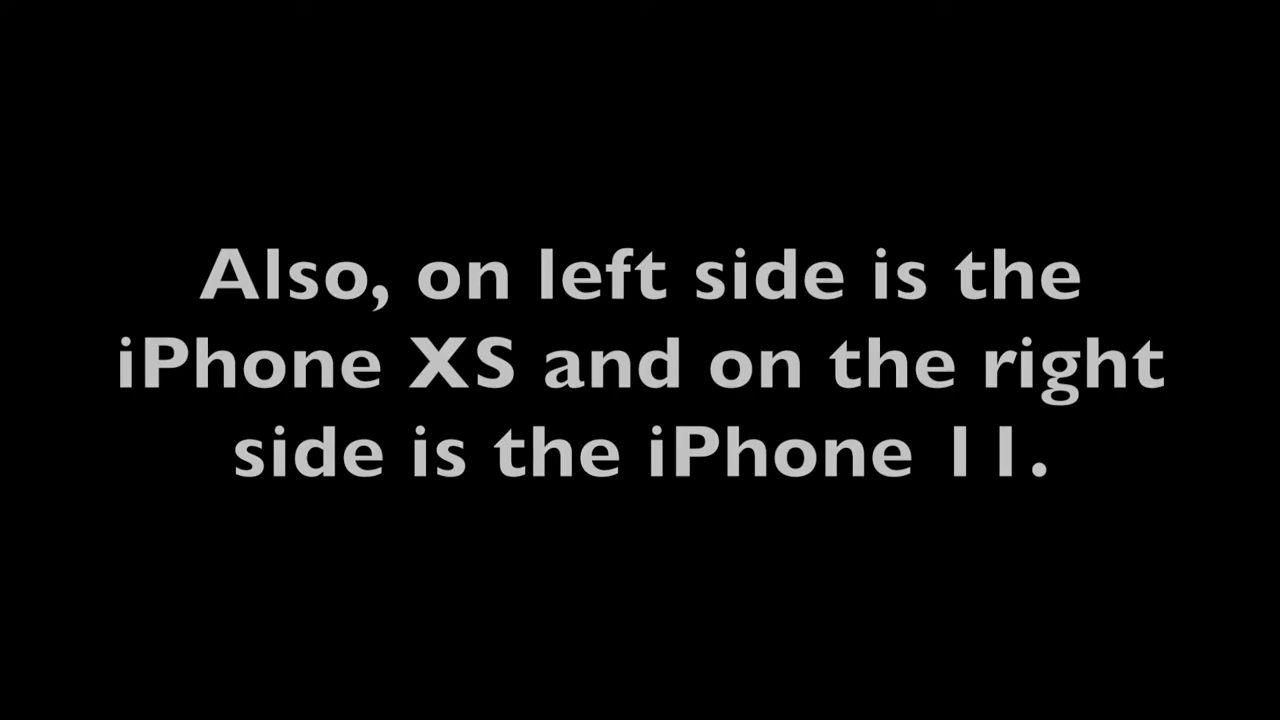 Also, on left side is the
iPhone XS and on the right
side is the iPhone 11.